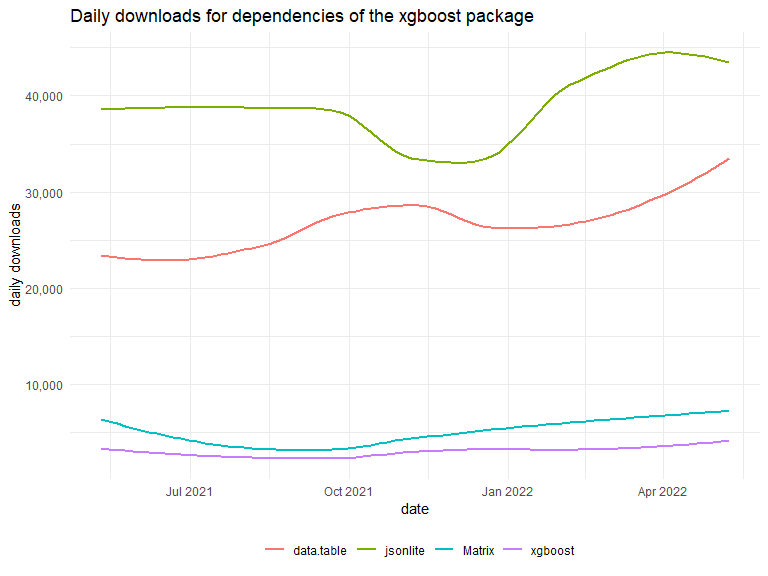 Daily downloads for dependencies of the xgboost package
daily downloads
40,000
30,000
20,000
10,000
Jul 2021 Oct 2021 Jan 2022 Apr 2022
date
data.table jsonlite Matrix xgboost